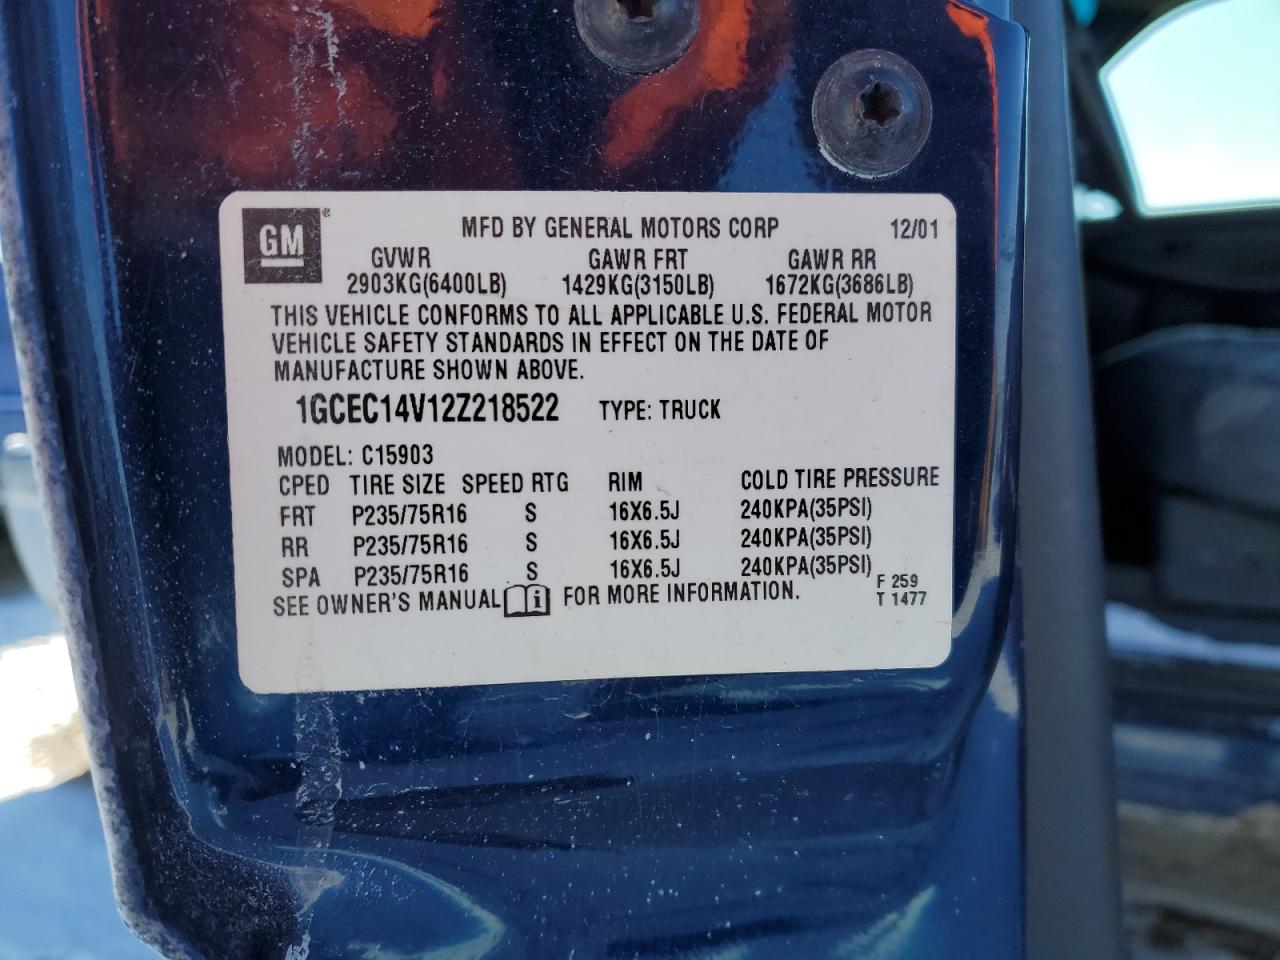 GM ® MFD BY GENERAL MOTORS CORP 12/01
GVWR GAWR FRT GAWR RR
2903KG(6400LB) 1429KG(3150LB) 1672KG(3686LB)
THIS VEHICLE CONFORMS TO ALL APPLICABLE U.S. FEDERAL MOTOR
VEHICLE SAFETY STANDARDS IN EFFECT ON THE DATE OF
MANUFACTURE SHOWN ABOVE.
1GCEC14V12Z218522 TYPE: TRUCK
MODEL: C15903
CPED TIRE SIZE SPEED RTG RIM COLD TIRE PRESSURE
FRT P235/75R16 S 16X6.5J 240KPA(35PSI)
RR P235/75R16 S 16X6.5J 240KPA(35PSI)
SPA P235/75R16 S 16X6.5J 240KPA(35PSI)
SEE OWNER'S MANUAL i FOR MORE INFORMATION.
F 259
T 1477